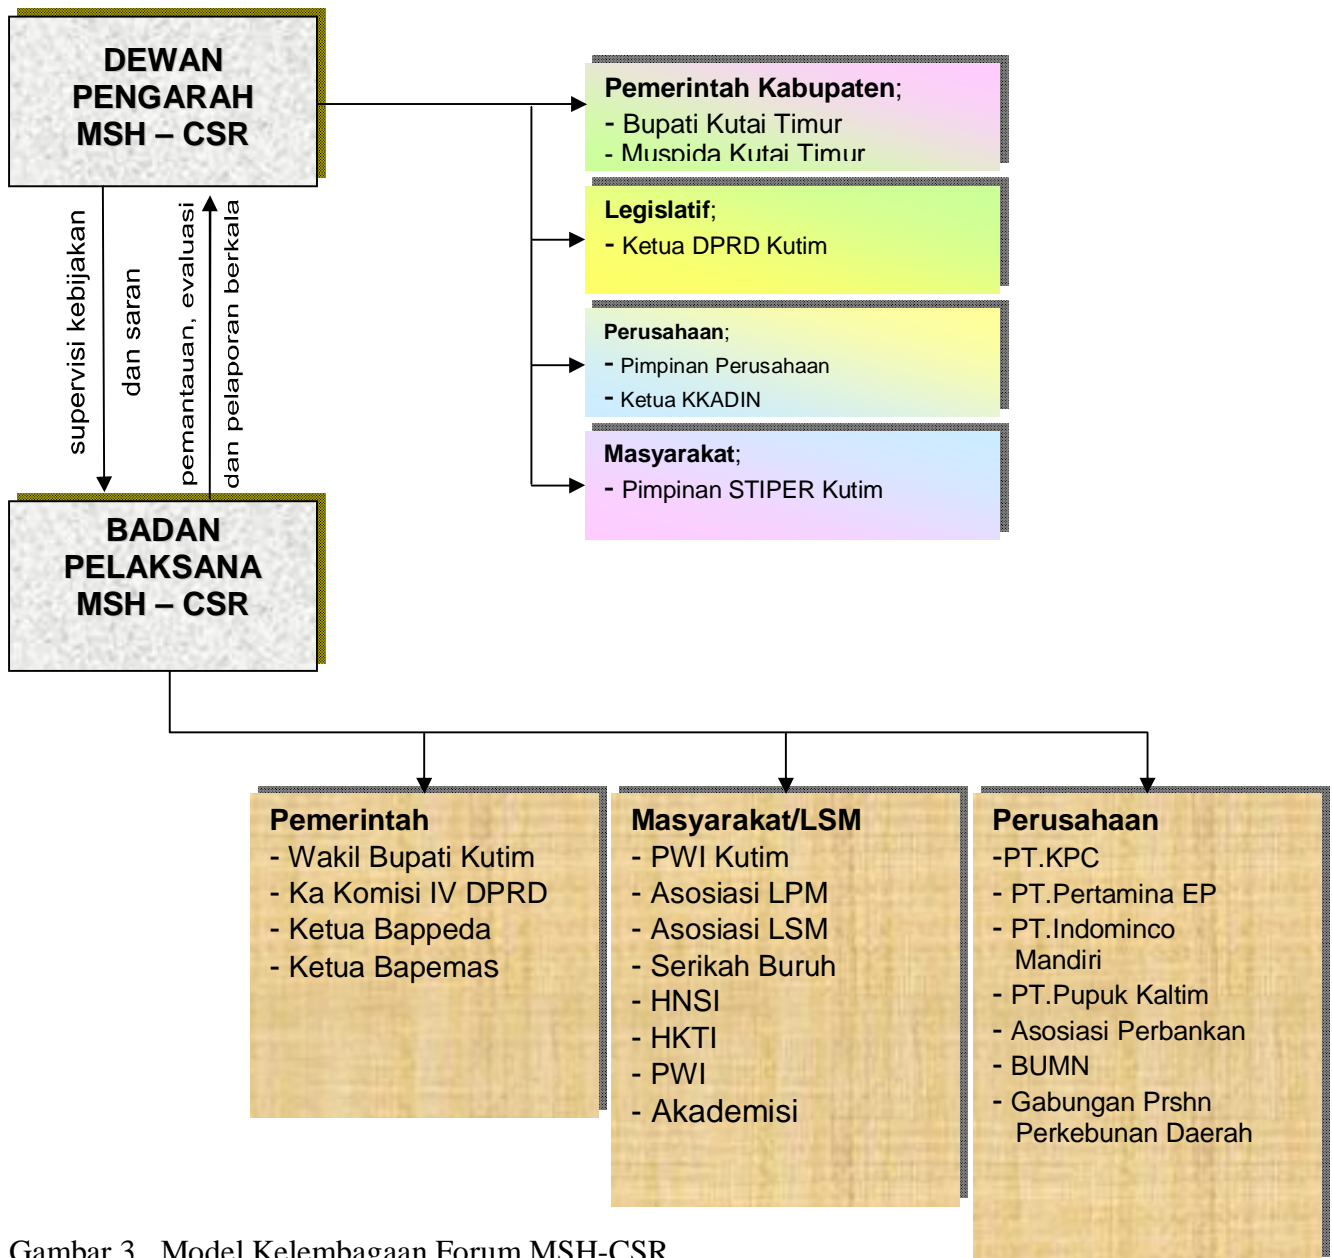 DEWAN
PENGARAH
MSH – CSR
Pemerintah Kabupaten;
- Bupati Kutai Timur
- Muspida Kutai Timur
Legislatif;
- Ketua DPRD Kutim
Perusahaan;
- Pimpinan Perusahaan
- Ketua KKADIN
Masyarakat;
- Pimpinan STIPER Kutim
supervisi kebijakan
dan saran
pemantauan, evaluasi
dan pelaporan berkala
BADAN
PELAKSANA
MSH – CSR
Pemerintah
- Wakil Bupati Kutim
- Ka Komisi IV DPRD
- Ketua Bappeda
- Ketua Bapemas
Masyarakat/LSM
- PWI Kutim
- Asosiasi LPM
- Asosiasi LSM
- Serikah Buruh
- HNSI
- HKTI
- PWI
- Akademisi
Perusahaan
-PT.KPC
- PT.Pertamina EP
- PT.Indominco
Mandiri
- PT.Pupuk Kaltim
- Asosiasi Perbankan
- BUMN
- Gabungan Prshn
Perkebunan Daerah
Gambar 3. Model Kelembagaan Forum MSH-CSR